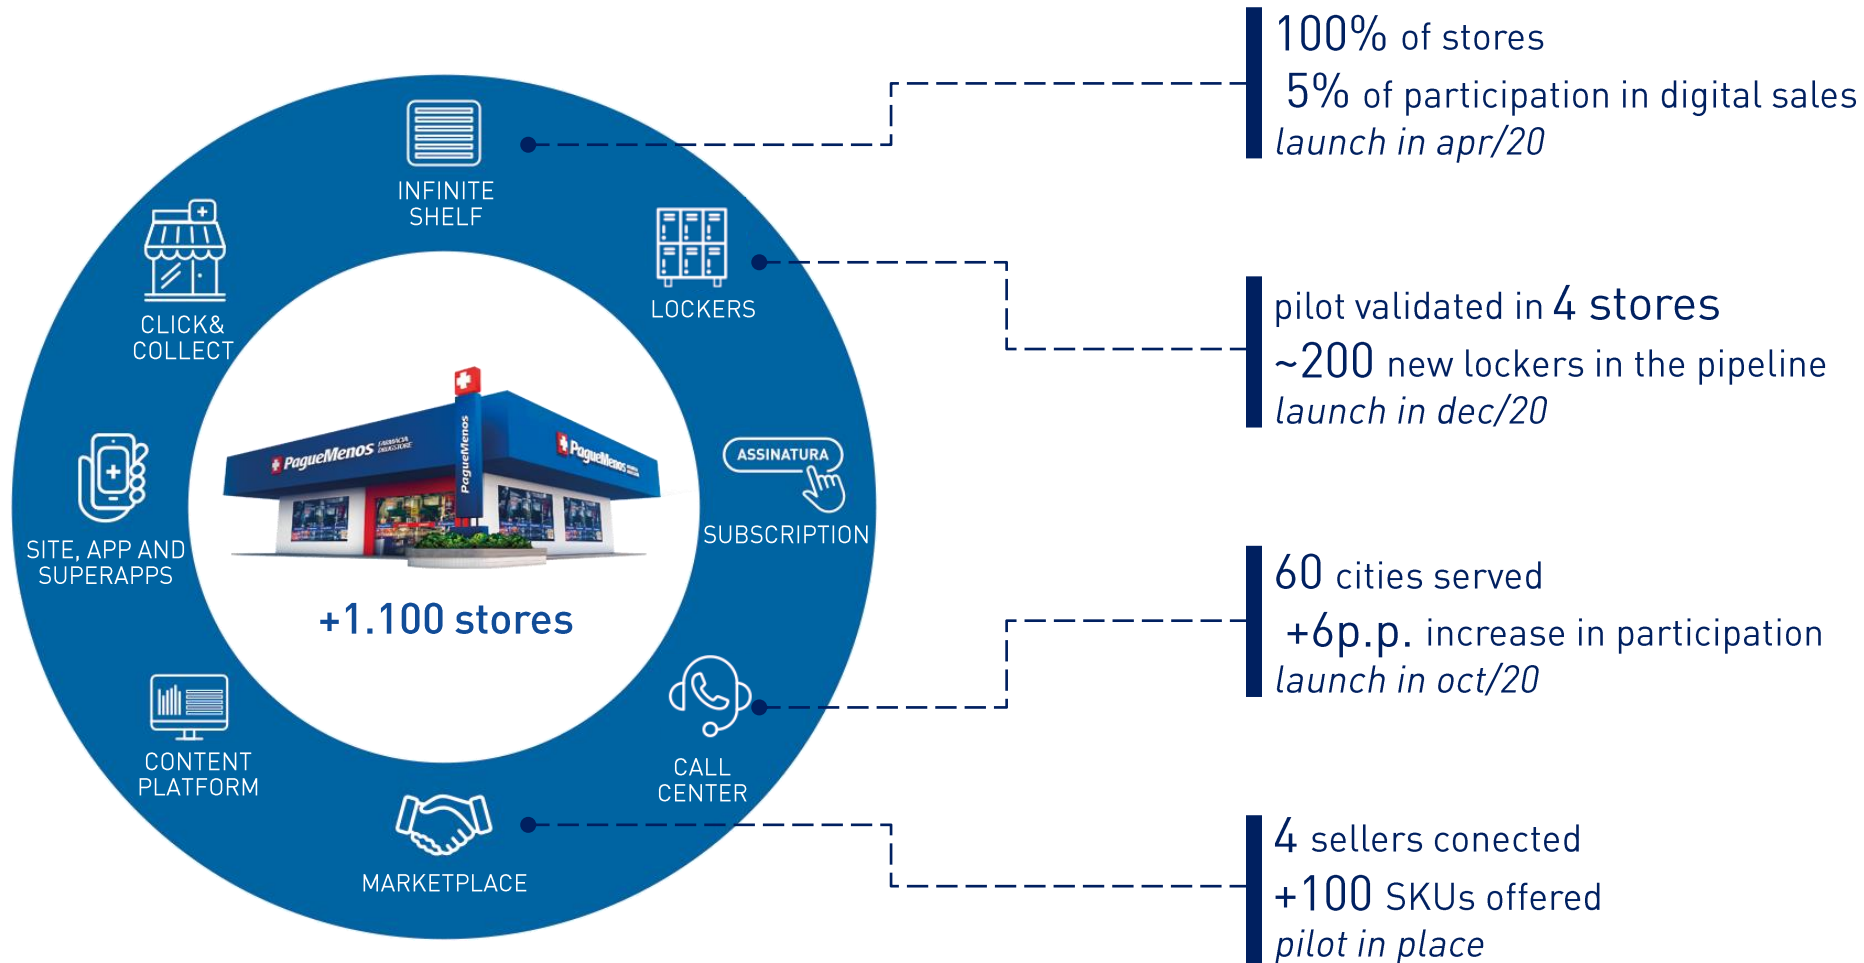 INFINITE
SHELF
LOCKERS
ASSINATURA
SUBSCRIPTION
CALL
CENTER
MARKETPLACE
CONTENT
PLATFORM
SITE, APP AND
SUPERAPPS
CLICK&
COLLECT
PagueMenos FARMÁCIA
DRUGSTORE
PagueMenos
PagueMenos
+1.100 stores
100% of stores
5% of participation in digital sales
launch in apr/20
pilot validated in 4 stores
~200 new lockers in the pipeline
launch in dec/20
60 cities served
+6p.p. increase in participation
launch in oct/20
4 sellers conected
+100 SKUs offered
pilot in place